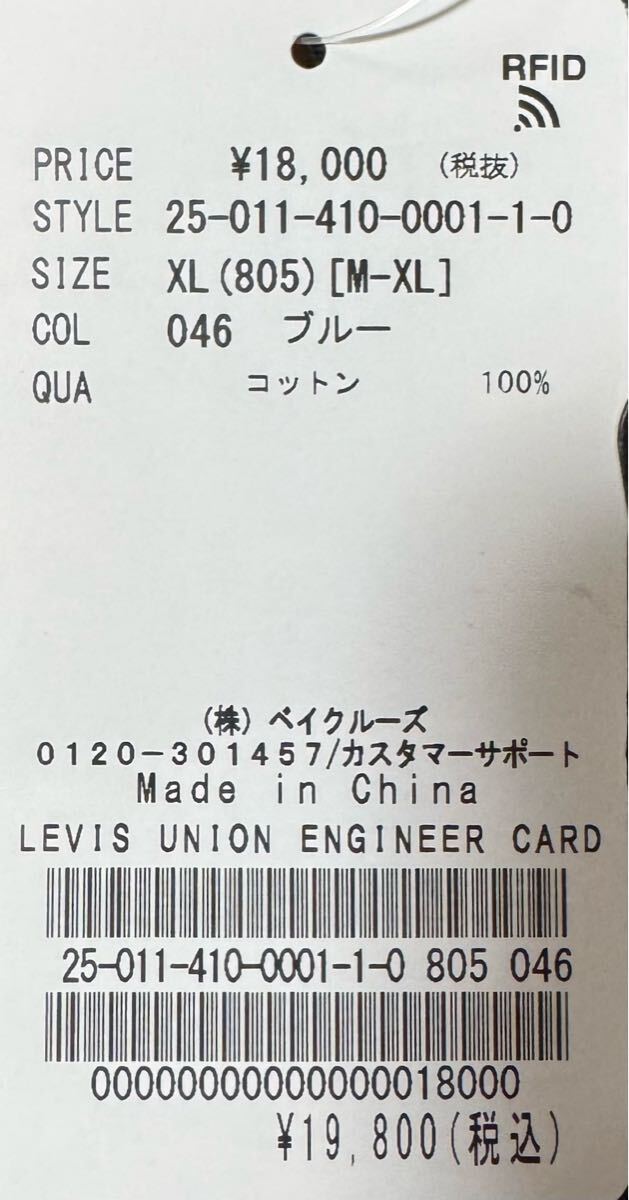 RFID
PRICE ¥18,000 (税抜)
STYLE 25-011-410-0001-1-0
SIZE XL(805)[M-XL]
COL 046 ブルー
QUA コットン 100%
(株)ベイクルーズ
0120-301457/カスタマーサポート
Made in China
LEVIS UNION ENGINEER CARD
25-011-410-0001-1-0 805 046
00000000000000018000
¥19,800(税込)